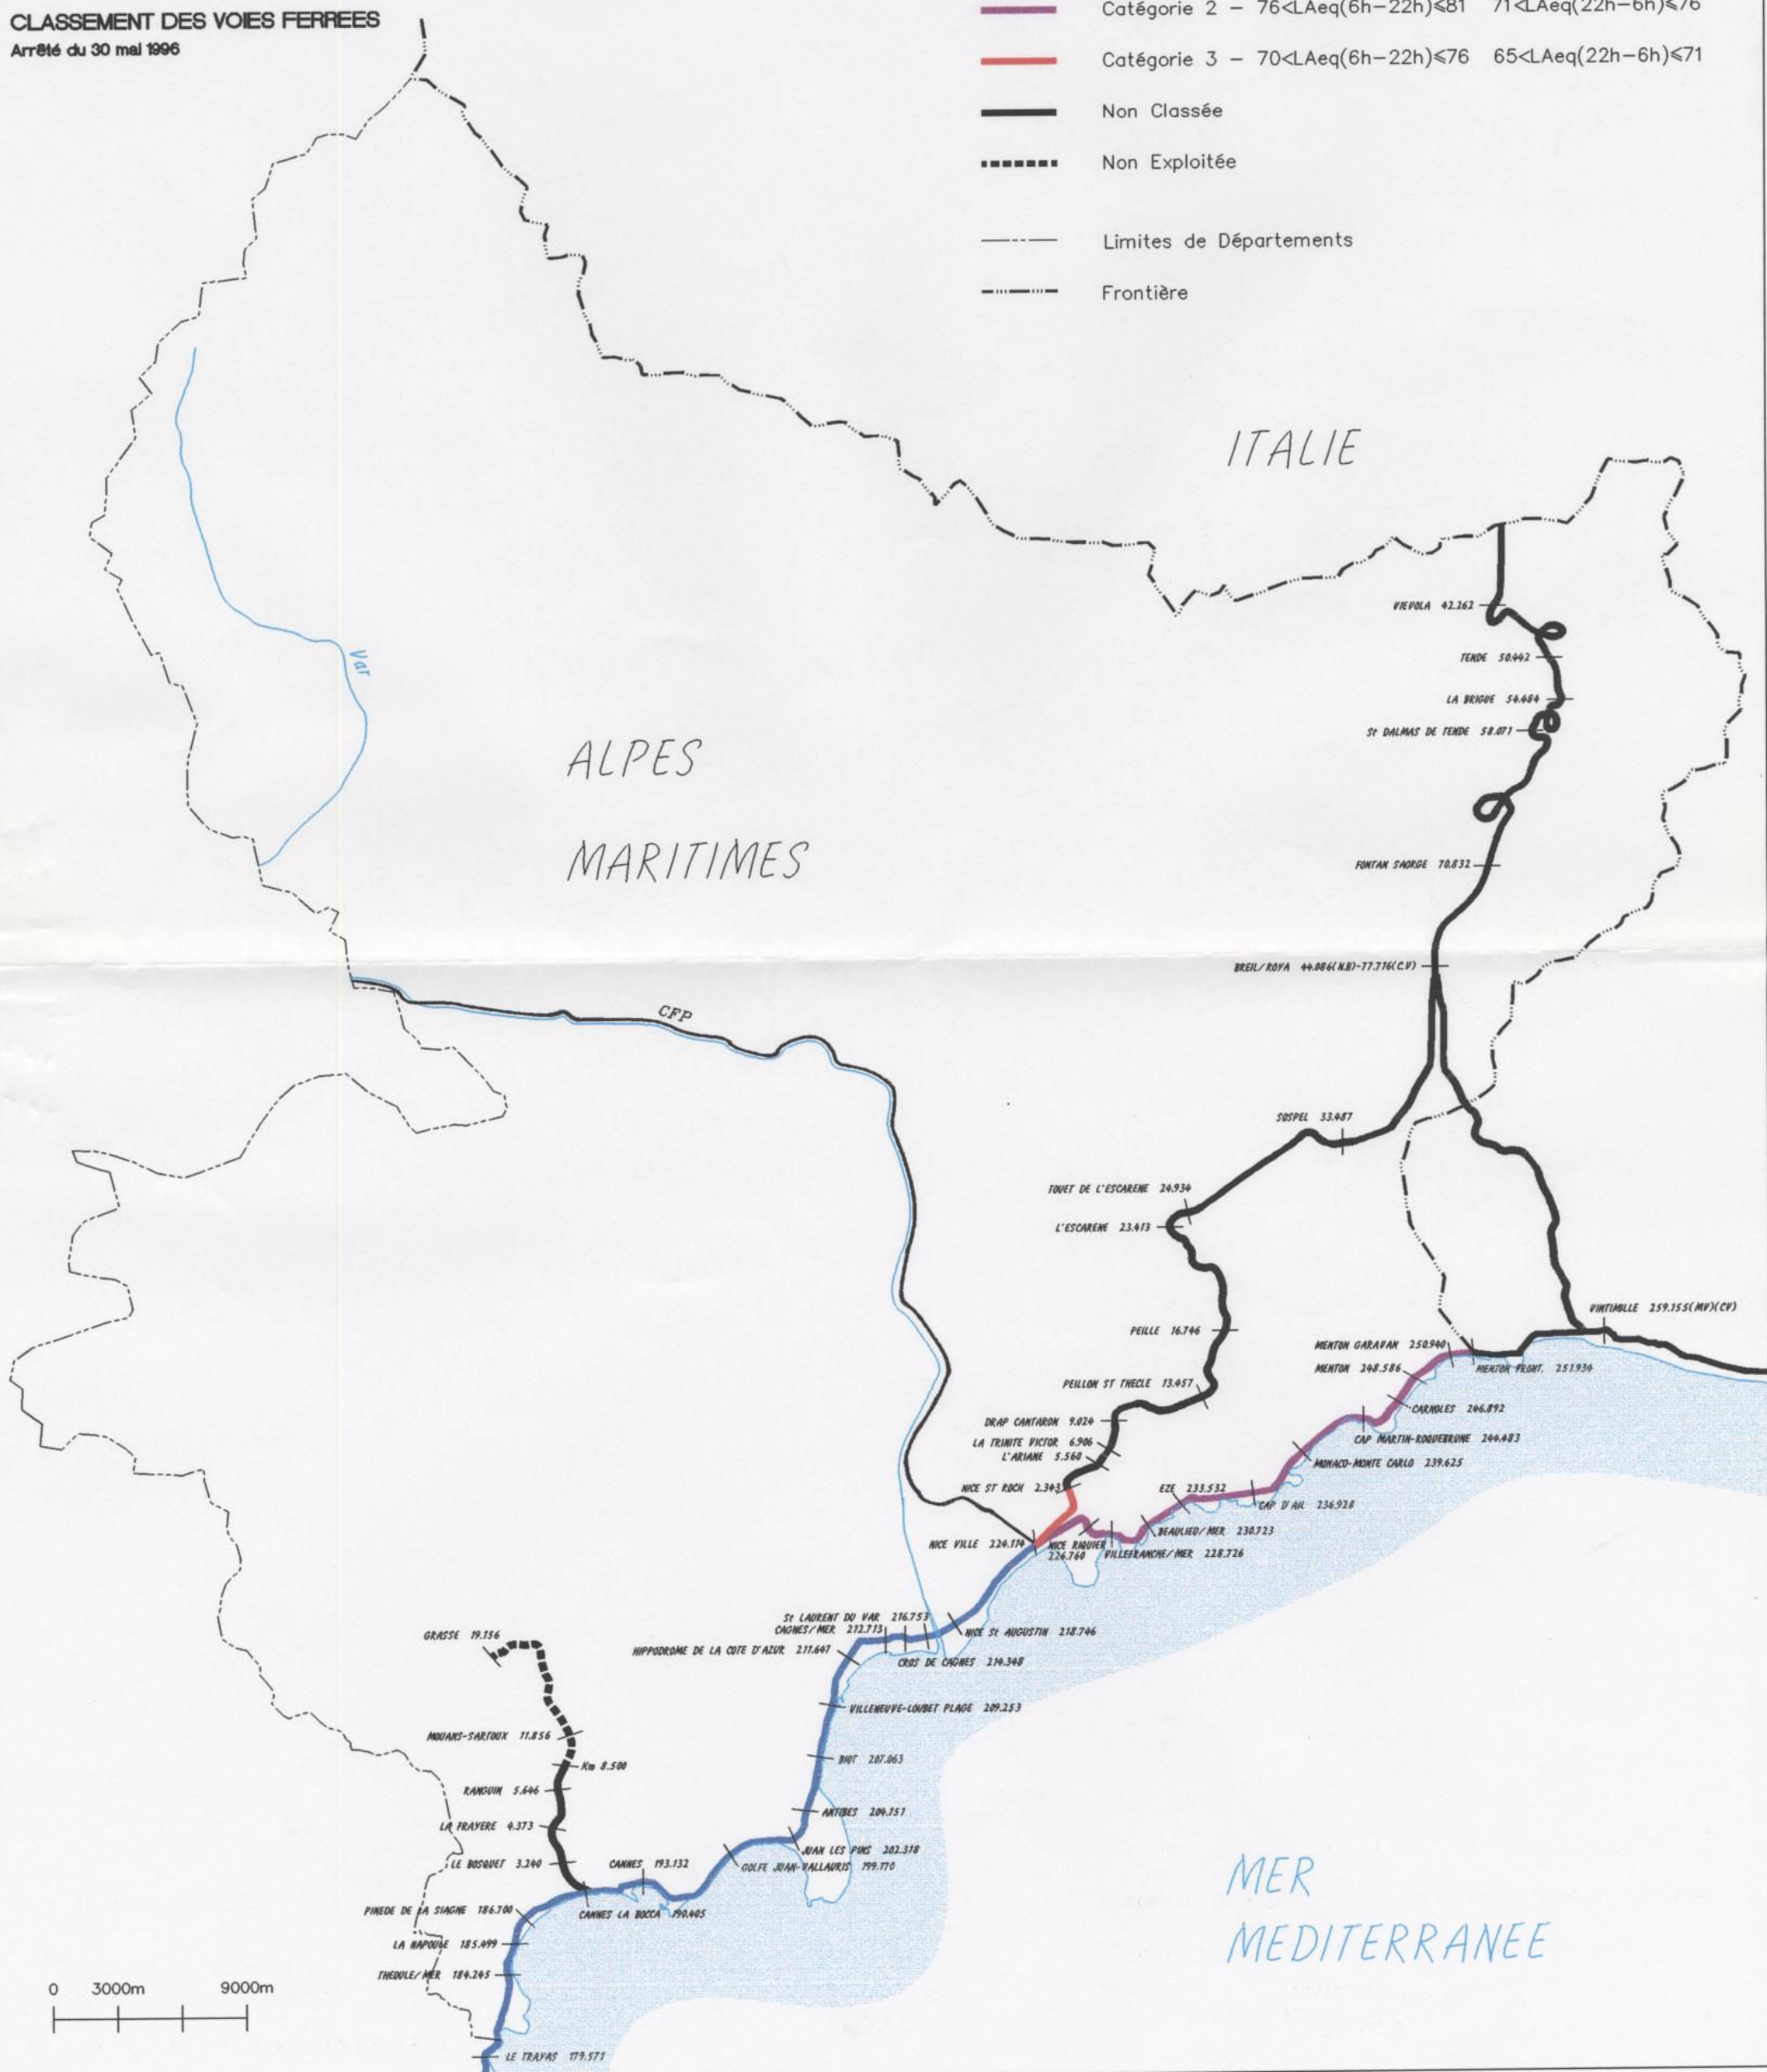 CLASSEMENT DES VOIES FERREES
Arrêté du 30 mai 1996
Catégorie 2 - 76<LAeq(6h-22h)⩽81 71<LAeq(22h-6h)⩽76
Catégorie 3 - 70<LAeq(6h-22h)⩽76 65<LAeq(22h-6h)⩽71
Non Classée
Non Exploitée
Limites de Départements
Frontière
ITALIE
VIEVOLA 42.262
Var
TENDE 50.442
LA BRIGUE 54.484
St DALMAS DE TENDE 58.071
ALPES
MARITIMES
FONTAN SAORGE 70.832
BREIL/ROYA 44.086(N.B)-77.776(C.V)
CFP
SOSPEL 33.487
TOUET DE L'ESCARENE 24.934
L'ESCARENE 23.413
VINTIMILLE 259.155(MV)(CV)
PEILLE 16.746
MENTON GARAVAN 250.940
MENTON 248.586
MENTON FRONT. 251.934
PEILLON ST THECLE 13.457
CARNOLES 246.892
DRAP CANTARON 9.024
CAP MARTIN-ROQUEBRUNE 244.483
LA TRINITE VICTOR 6.906
L'ARIANE 5.560
MONACO-MONTE CARLO 239.625
NICE ST ROCH 2.343
EZE 233.532
CAP D'AIL 236.928
BEAULIEU/MER 230.723
NICE VILLE 224.174
NICE RIQUIER
226.760
VILLEFRANCHE/MER 228.726
St LAURENT DU VAR 216.753
CAGNES/MER 212.713
NICE St AUGUSTIN 218.746
GRASSE 19.156
HIPPODROME DE LA COTE D'AZUR 211.647
CROS DE CAGNES 214.348
VILLENEUVE-LOUBET PLAGE 209.253
MOUANS-SARTOUX 11.856
BIOT 207.063
Km 8.500
RANGUIN 5.646
ANTIBES 204.151
LA FRAYERE 4.373
JUAN LES PINS 202.318
LE BOSQUET 3.240
CANNES 193.132
GOLFE JUAN-VALLAURIS 199.170
MER
MEDITERRANEE
PINEDE DE LA SIAGNE 186.700
CANNES LA BOCCA 190.405
LA NAPOULE 185.499
THEOULE/MER 184.245
0 3000m 9000m
LE TRAYAS 179.571